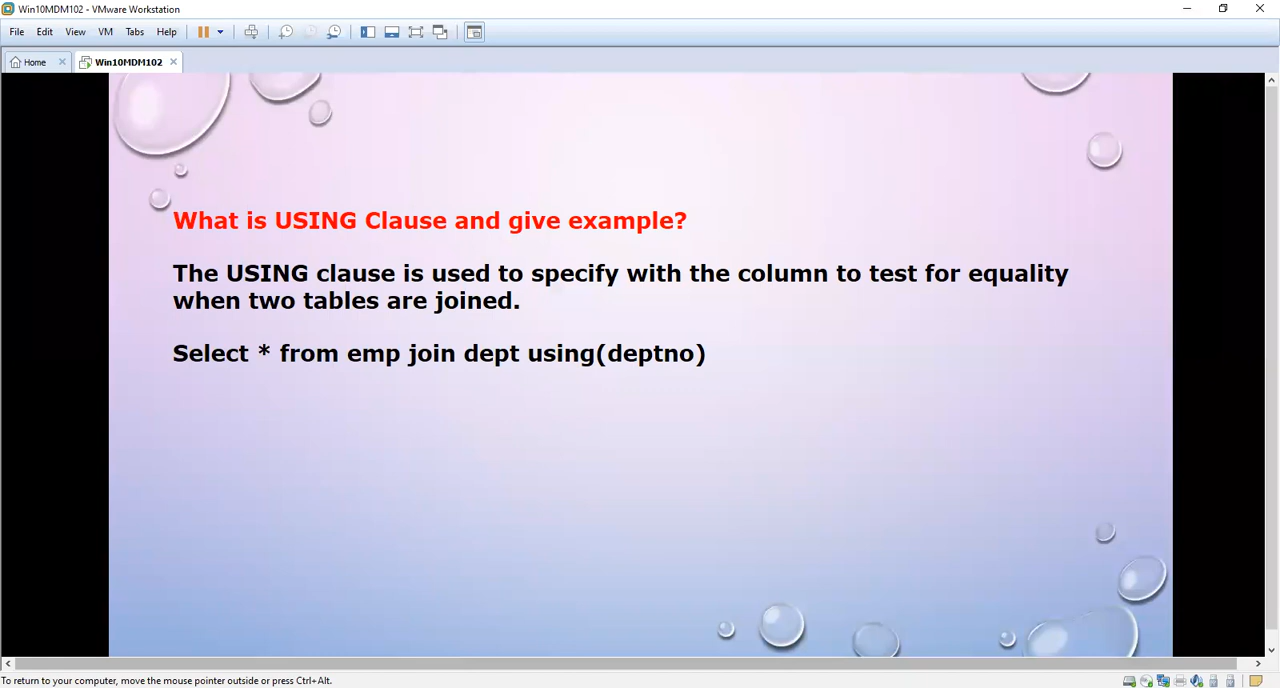 Win10MDM102 - VMware Workstation
File Edit View VM Tabs Help
Home Win10MDM102
What is USING Clause and give example?
The USING clause is used to specify with the column to test for equality
when two tables are joined.
Select * from emp join dept using(deptno)
To return to your computer, move the mouse pointer outside or press Ctrl+Alt.